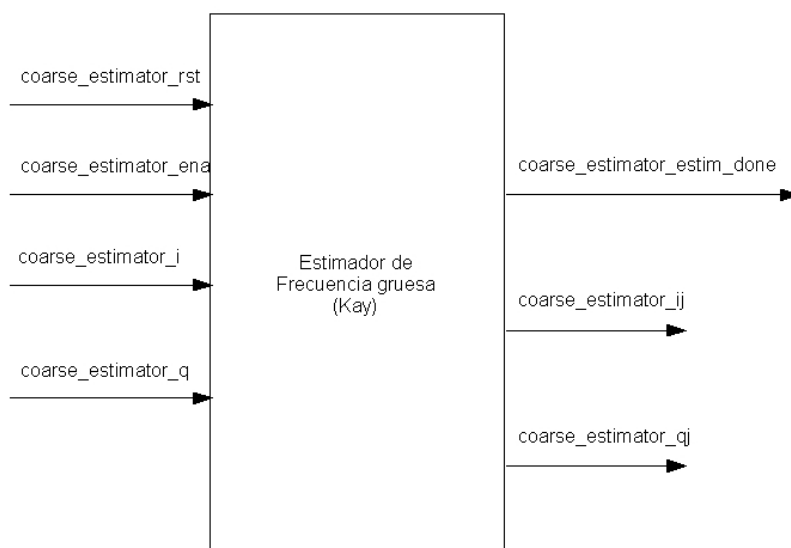 coarse_estimator_rst
coarse_estimator_ena
coarse_estimator_i
coarse_estimator_q
Estimador de
Frecuencia gruesa
(Kay)
coarse_estimator_estim_done
coarse_estimator_ij
coarse_estimator_qj